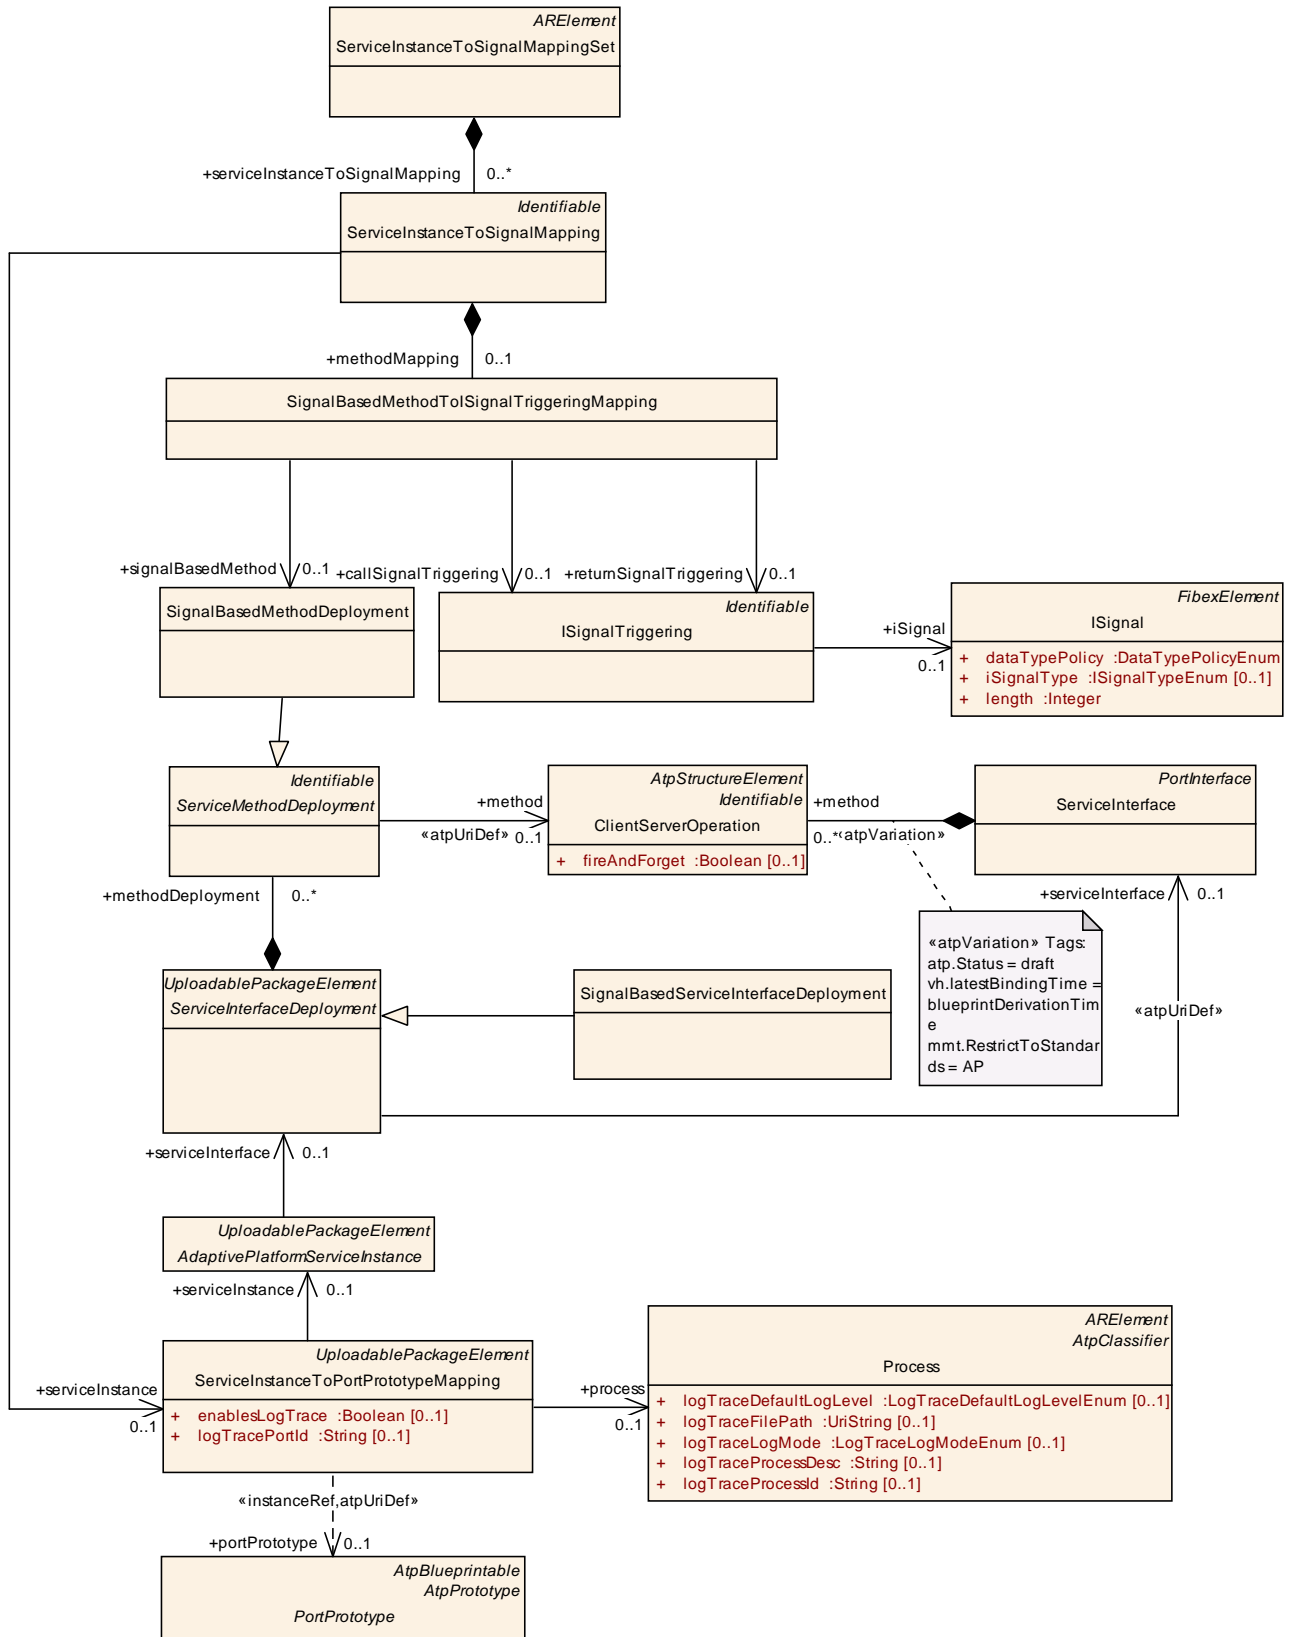 ARElement
ServiceInstanceToSignalMappingSet
+serviceInstanceToSignalMapping
0..*
Identifiable
ServiceInstanceToSignalMapping
+methodMapping
0..1
SignalBasedMethodToISignalTriggeringMapping
+signalBasedMethod
0..1
+callSignalTriggering
0..1
+returnSignalTriggering
0..1
SignalBasedMethodDeployment
Identifiable
ISignalTriggering
+iSignal
0..1
FibexElement
ISignal
+ dataTypePolicy :DataTypePolicyEnum
+ iSignalType :ISignalTypeEnum [0..1]
+ length :Integer
Identifiable
ServiceMethodDeployment
+method
«atpUriDef»
0..1
AtpStructureElement
Identifiable
ClientServerOperation
+ fireAndForget :Boolean [0..1]
+method
0..*
«atpVariation»
PortInterface
ServiceInterface
+methodDeployment
0..*
+serviceInterface
0..1
«atpVariation» Tags:
atp.Status = draft
vh.latestBindingTime =
blueprintDerivationTim
e
mmt.RestrictToStandar
ds = AP
«atpUriDef»
UploadablePackageElement
ServiceInterfaceDeployment
SignalBasedServiceInterfaceDeployment
+serviceInterface
0..1
UploadablePackageElement
AdaptivePlatformServiceInstance
+serviceInstance
0..1
UploadablePackageElement
ServiceInstanceToPortPrototypeMapping
+ enablesLogTrace :Boolean [0..1]
+ logTracePortId :String [0..1]
+serviceInstance
0..1
+process
0..1
ARElement
AtpClassifier
Process
+ logTraceDefaultLogLevel :LogTraceDefaultLogLevelEnum [0..1]
+ logTraceFilePath :UriString [0..1]
+ logTraceLogMode :LogTraceLogModeEnum [0..1]
+ logTraceProcessDesc :String [0..1]
+ logTraceProcessId :String [0..1]
«instanceRef,atpUriDef»
+portPrototype
0..1
AtpBlueprintable
AtpPrototype
PortPrototype